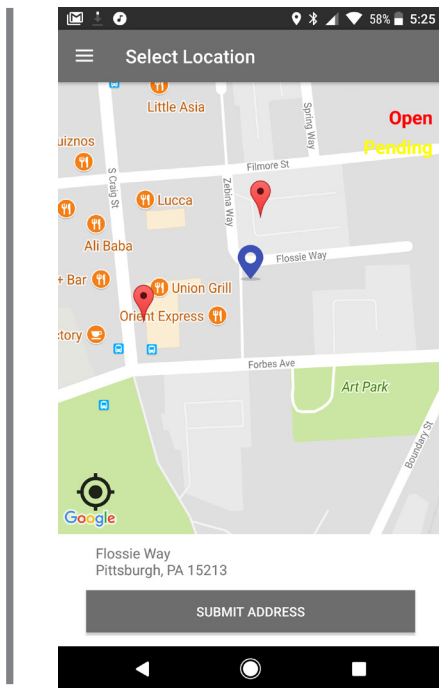 58% 5:25
Select Location
Little Asia
Spring Way
Open
uiznos
Pending
Filmore St
S Craig St
Zebina Way
Lucca
Ali Baba
Flossie Way
+ Bar
Union Grill
Orient Express
tory
Forbes Ave
Art Park
Boundary St
Google
Flossie Way
Pittsburgh, PA 15213
SUBMIT ADDRESS